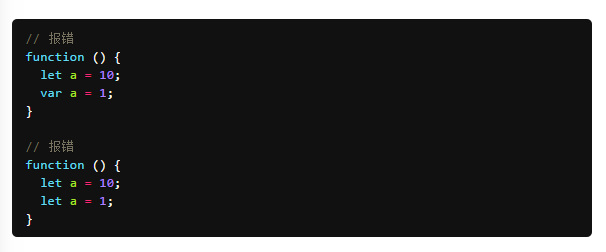 // 报错
function () {
  let a = 10;
  var a = 1;
}

// 报错
function () {
  let a = 10;
  let a = 1;
}